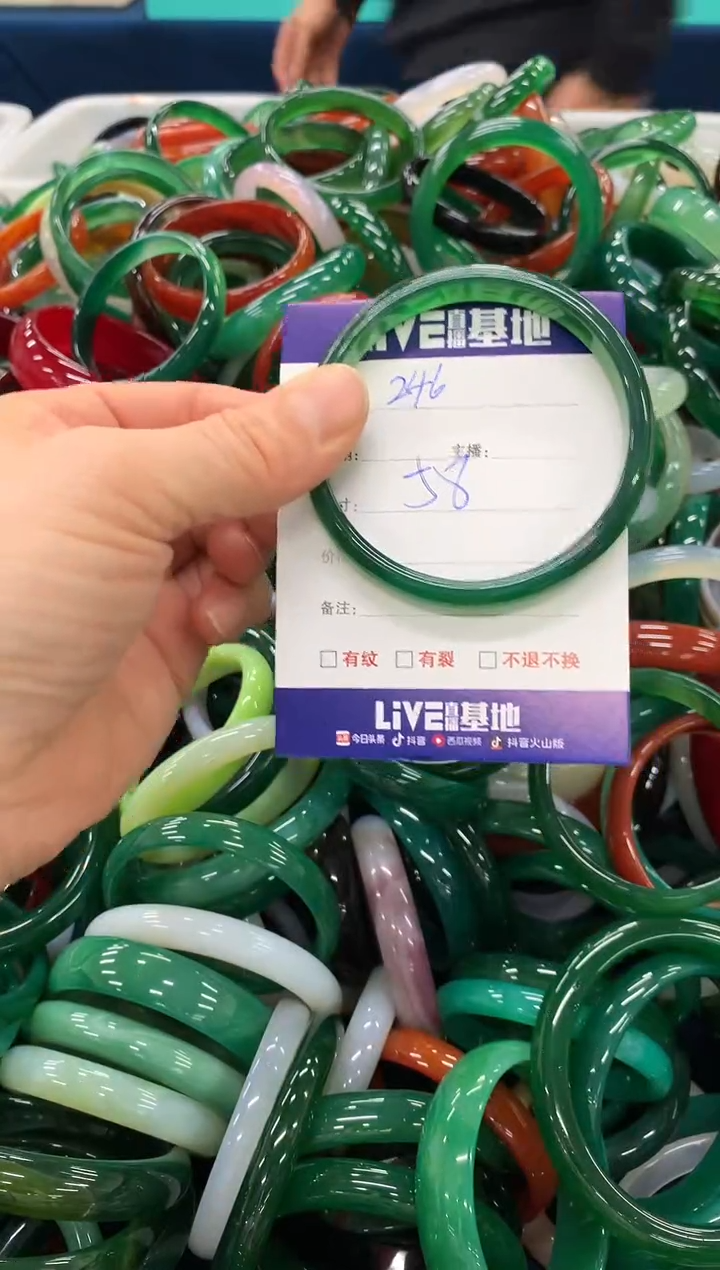 LiVE直播基地
246
主播:
寸: 58
价
备注:
有纹 有裂 不退不换
LiVE直播基地
今日头条 抖音 西瓜视频 抖音火山版